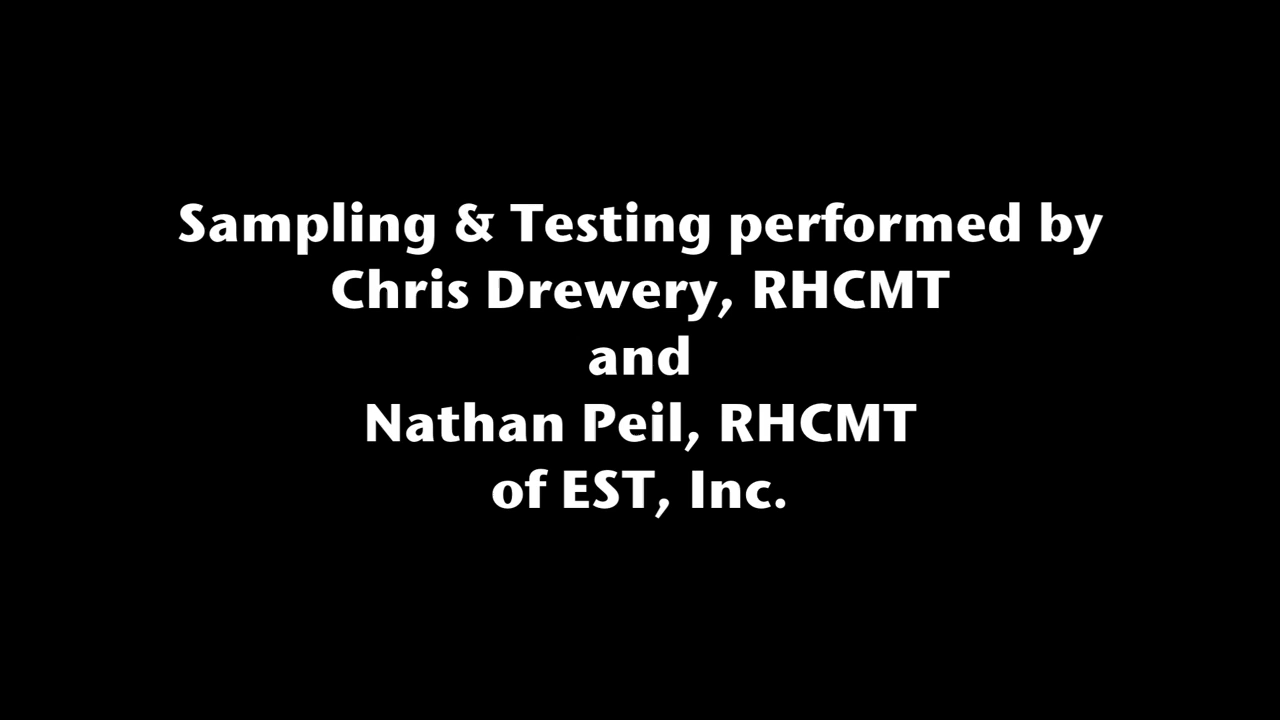 Sampling & Testing performed by
Chris Drewery, RHCMT
and
Nathan Peil, RHCMT
of EST, Inc.